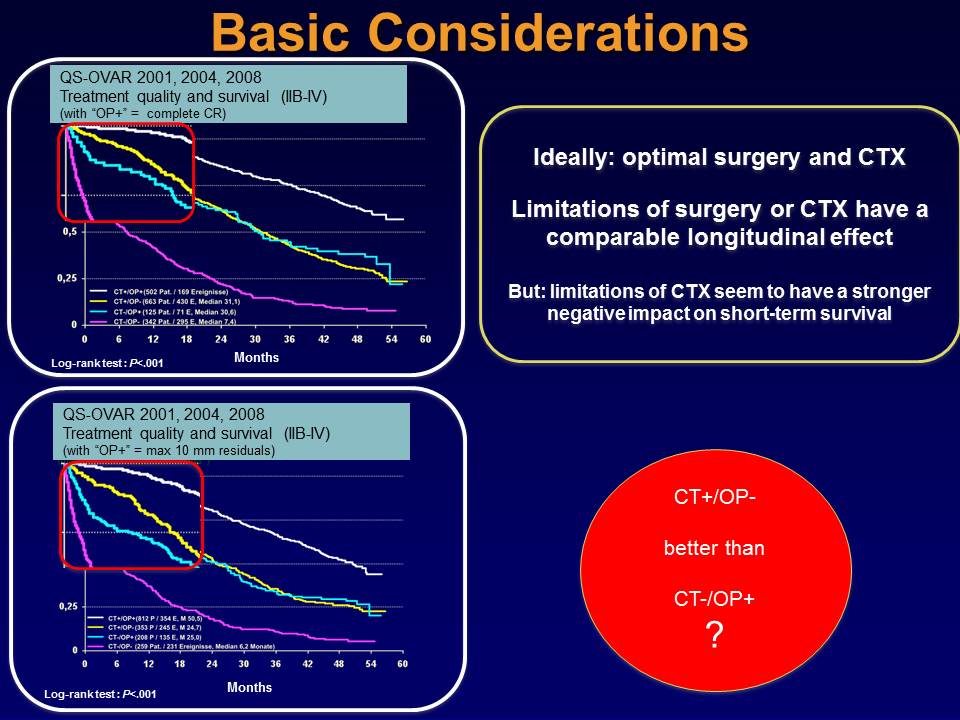 Basic Considerations
QS-OVAR 2001, 2004, 2008
Treatment quality and survival (IIB-IV)
(with "OP+" = complete CR)
0,5
0,25
0
CT+/OP+(502 Pat. / 169 Ereignisse)
CT+/OP-(663 Pat. / 430 E, Median 31,1)
CT-/OP+(125 Pat./ 71 E, Median 30,6)
CT-/OP- (342 Pat. / 295 E, Median 7,4)
0 6 12 18 24 30 36 42 48 54 60
Months
Log-rank test : P<.001
Ideally: optimal surgery and CTX
Limitations of surgery or CTX have a
comparable longitudinal effect
But: limitations of CTX seem to have a stronger
negative impact on short-term survival
QS-OVAR 2001, 2004, 2008
Treatment quality and survival (IIB-IV)
(with "OP+" = max 10 mm residuals)
0,25
0
CT+/OP+(812 P / 354 E, M 50,5)
CT+/OP-(353 P / 245 E, M 24,7)
CT-/OP+ (208 P / 135 E, M 25,0)
CT-/OP- (259 Pat. / 231 Ereignisse, Median 6,2 Monate)
0 6 12 18 24 30 36 42 48 54 60
Months
Log-rank test : P<.001
CT+/OP-
better than
CT-/OP+
?